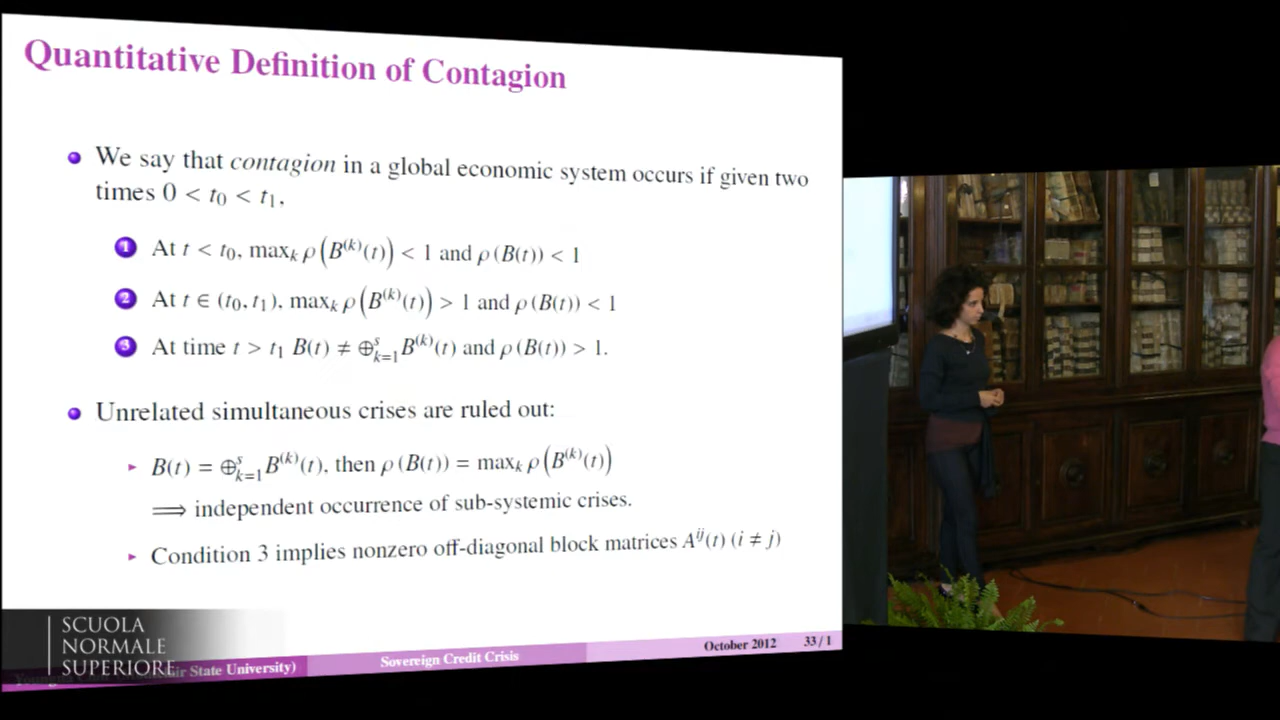 Quantitative Definition of Contagion
We say that contagion in a global economic system occurs if given two
times 0 < t₀ < t₁,
1 At t < t₀, maxₖ ρ(B⁽ᵏ⁾(t)) < 1 and ρ(B(t)) < 1
2 At t ∈ (t₀, t₁), maxₖ ρ(B⁽ᵏ⁾(t)) > 1 and ρ(B(t)) < 1
3 At time t > t₁ B(t) ≠ ⊕ˢₖ₌₁ B⁽ᵏ⁾(t) and ρ(B(t)) > 1.
Unrelated simultaneous crises are ruled out:
B(t) = ⊕ˢₖ₌₁ B⁽ᵏ⁾(t), then ρ(B(t)) = maxₖ ρ(B⁽ᵏ⁾(t))
⟹ independent occurrence of sub-systemic crises.
Condition 3 implies nonzero off-diagonal block matrices Aⁱʲ(t) (i ≠ j)
SCUOLA
NORMALE
SUPERIORE
State University)
Sovereign Credit Crisis
October 2012 33 / 1